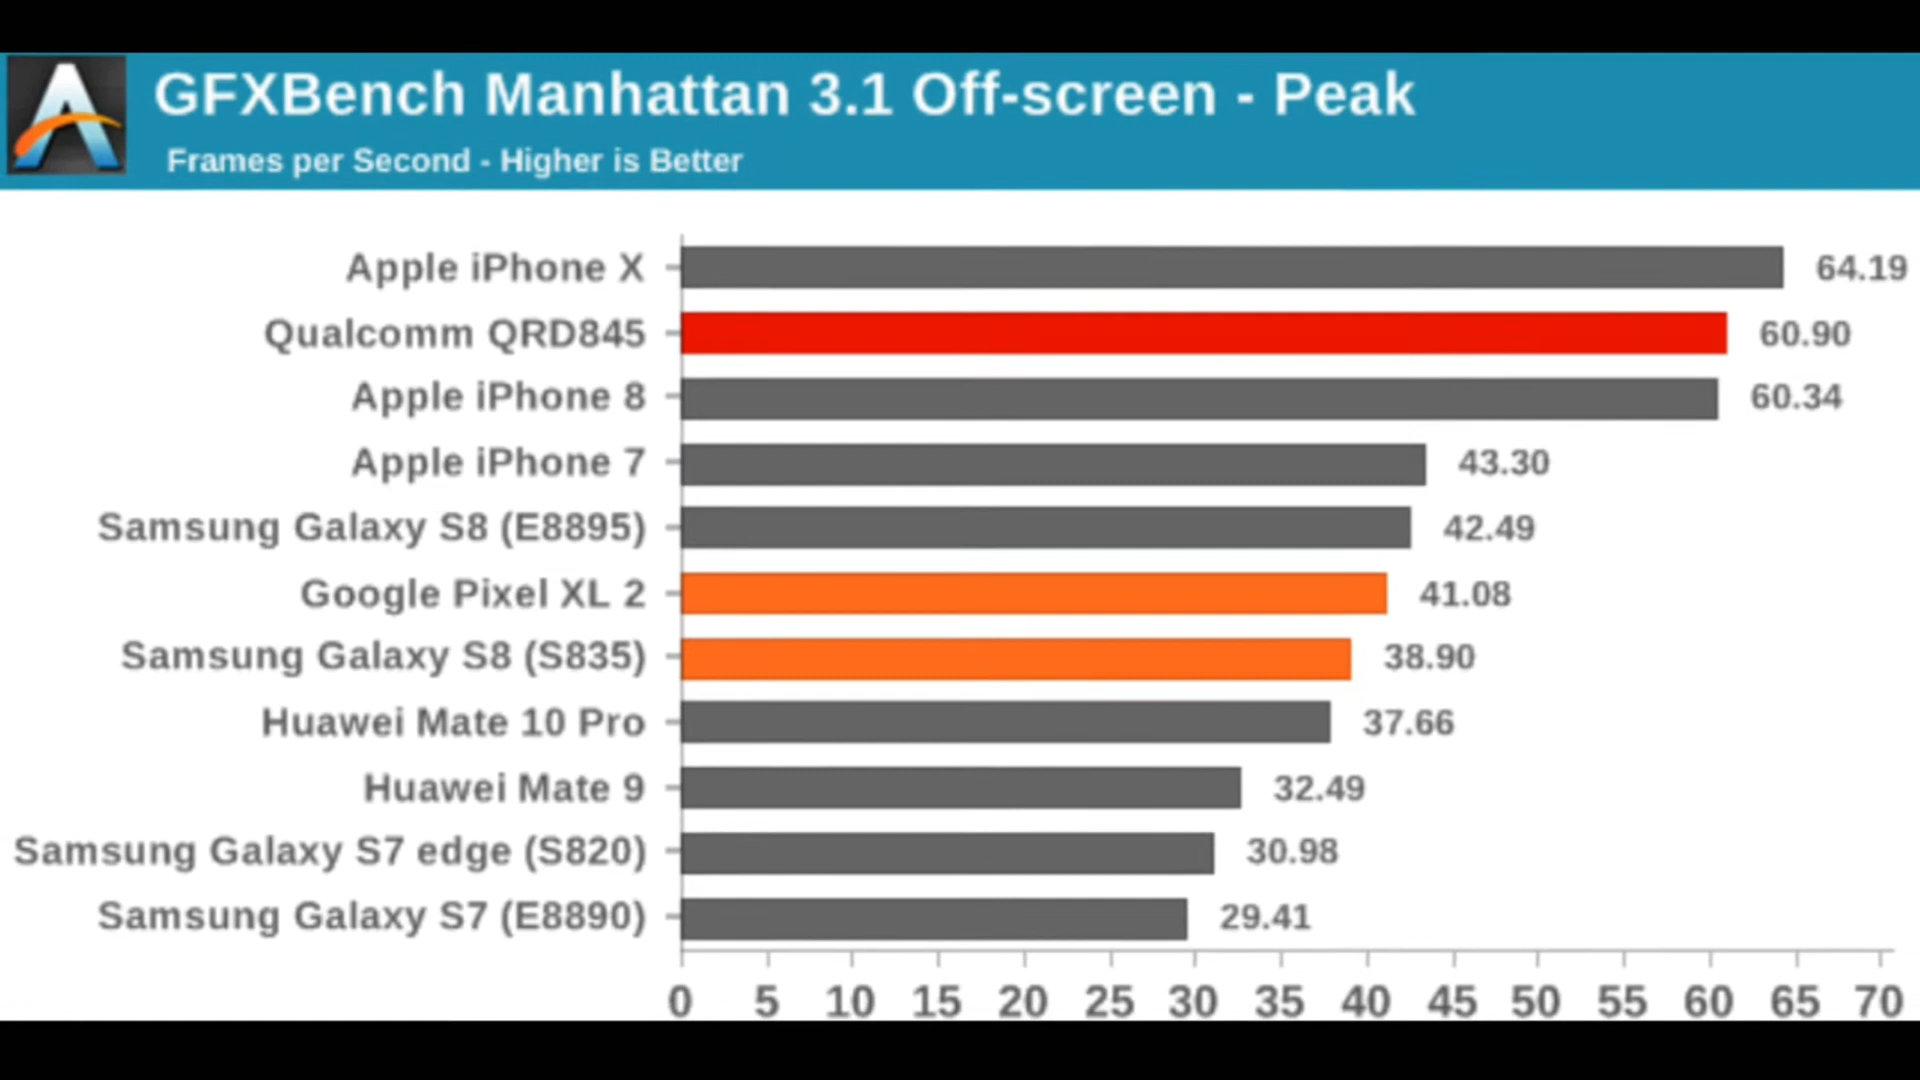 GFXBench Manhattan 3.1 Off-screen - Peak
Frames per Second - Higher is Better
Apple iPhone X 64.19
Qualcomm QRD845 60.90
Apple iPhone 8 60.34
Apple iPhone 7 43.30
Samsung Galaxy S8 (E8895) 42.49
Google Pixel XL 2 41.08
Samsung Galaxy S8 (S835) 38.90
Huawei Mate 10 Pro 37.66
Huawei Mate 9 32.49
Samsung Galaxy S7 edge (S820) 30.98
Samsung Galaxy S7 (E8890) 29.41
0 5 10 15 20 25 30 35 40 45 50 55 60 65 70